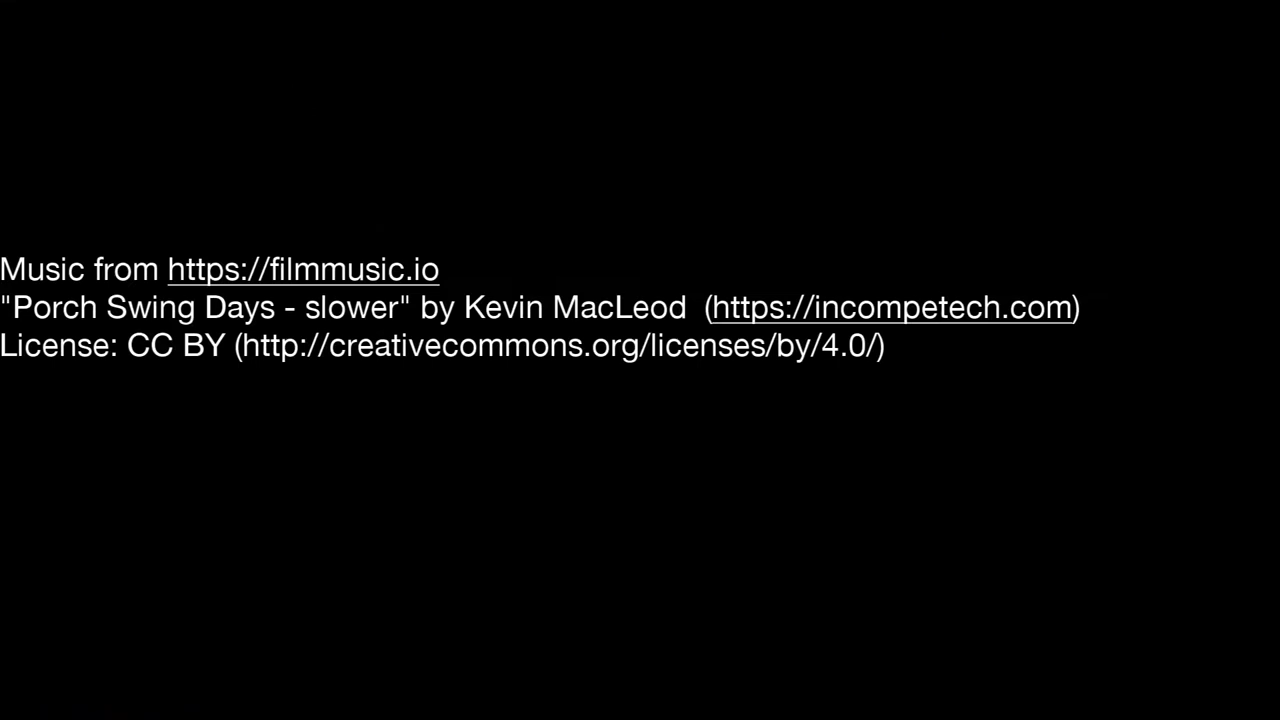 Music from https://filmmusic.io
"Porch Swing Days - slower" by Kevin MacLeod  (https://incompetech.com)
License: CC BY (http://creativecommons.org/licenses/by/4.0/)